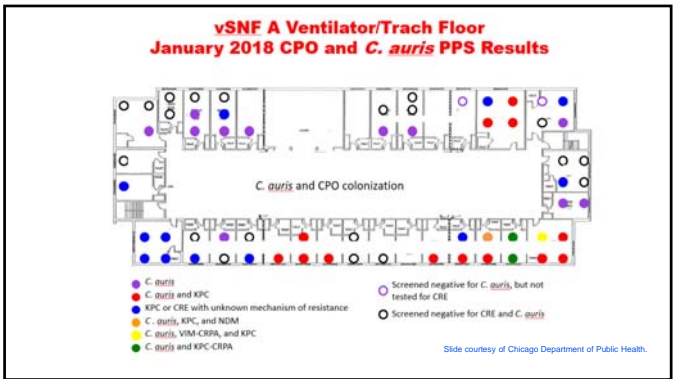 vSNF A Ventilator/Trach Floor
January 2018 CPO and C. auris PPS Results
C. auris and CPO colonization
C. auris
C. auris and KPC
KPC or CRE with unknown mechanism of resistance
C. auris, KPC, and NDM
C. auris, VIM-CRPA, and KPC
C. auris and KPC-CRPA
Screened negative for C. auris, but not
tested for CRE
Screened negative for CRE and C. auris
Slide courtesy of Chicago Department of Public Health.